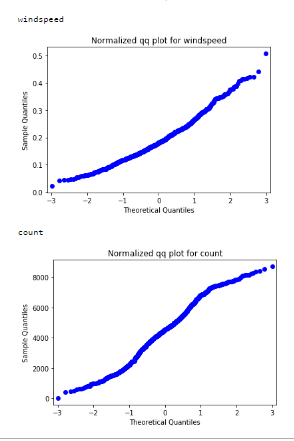 windspeed
Normalized qq plot for windspeed
0.5
0.4
0.3
0.2
0.1
0.0
Sample Quantiles
−3 −2 −1 0 1 2 3
Theoretical Quantiles
count
Normalized qq plot for count
8000
6000
4000
2000
0
Sample Quantiles
−3 −2 −1 0 1 2 3
Theoretical Quantiles